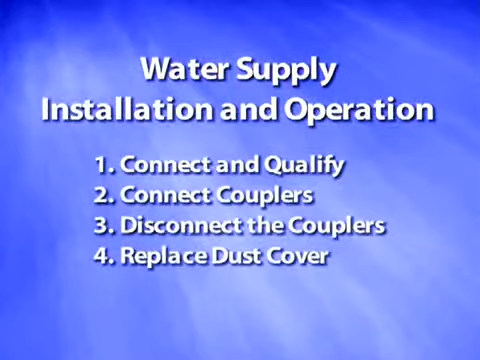 Water Supply
Installation and Operation
1. Connect and Qualify
2. Connect Couplers
3. Disconnect the Couplers
4. Replace Dust Cover